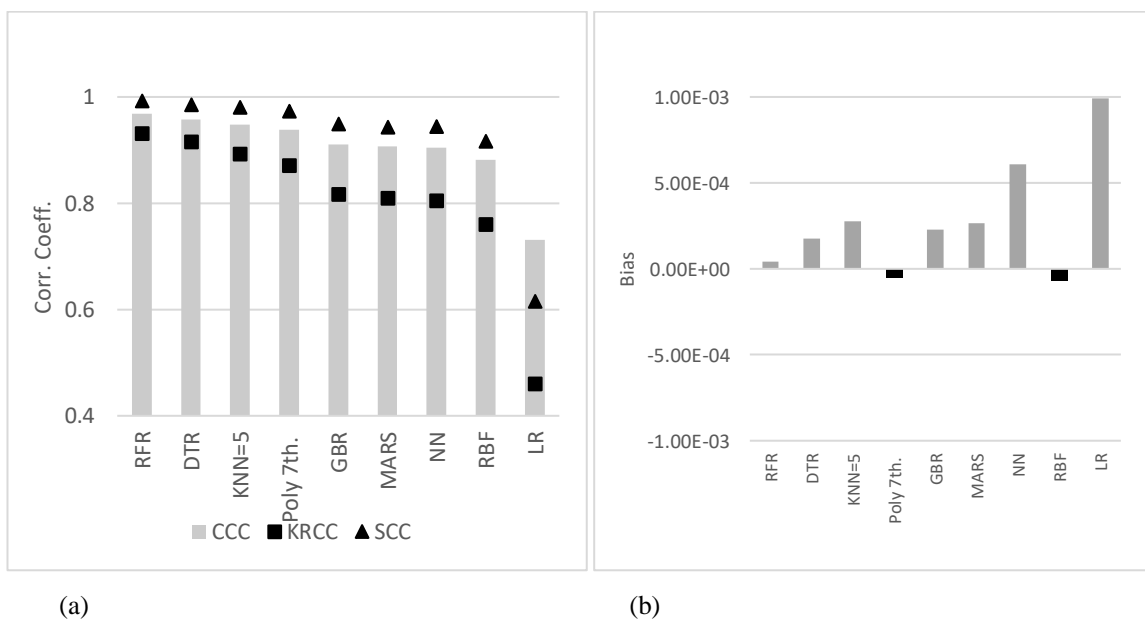 1
0.8
0.6
0.4
Corr. Coeff.
RFR
DTR
KNN=5
Poly 7th.
GBR
MARS
NN
RBF
LR
CCC KRCC SCC
(a)
1.00E-03
5.00E-04
0.00E+00
-5.00E-04
-1.00E-03
Bias
RFR
DTR
KNN=5
Poly 7th.
GBR
MARS
NN
RBF
LR
(b)